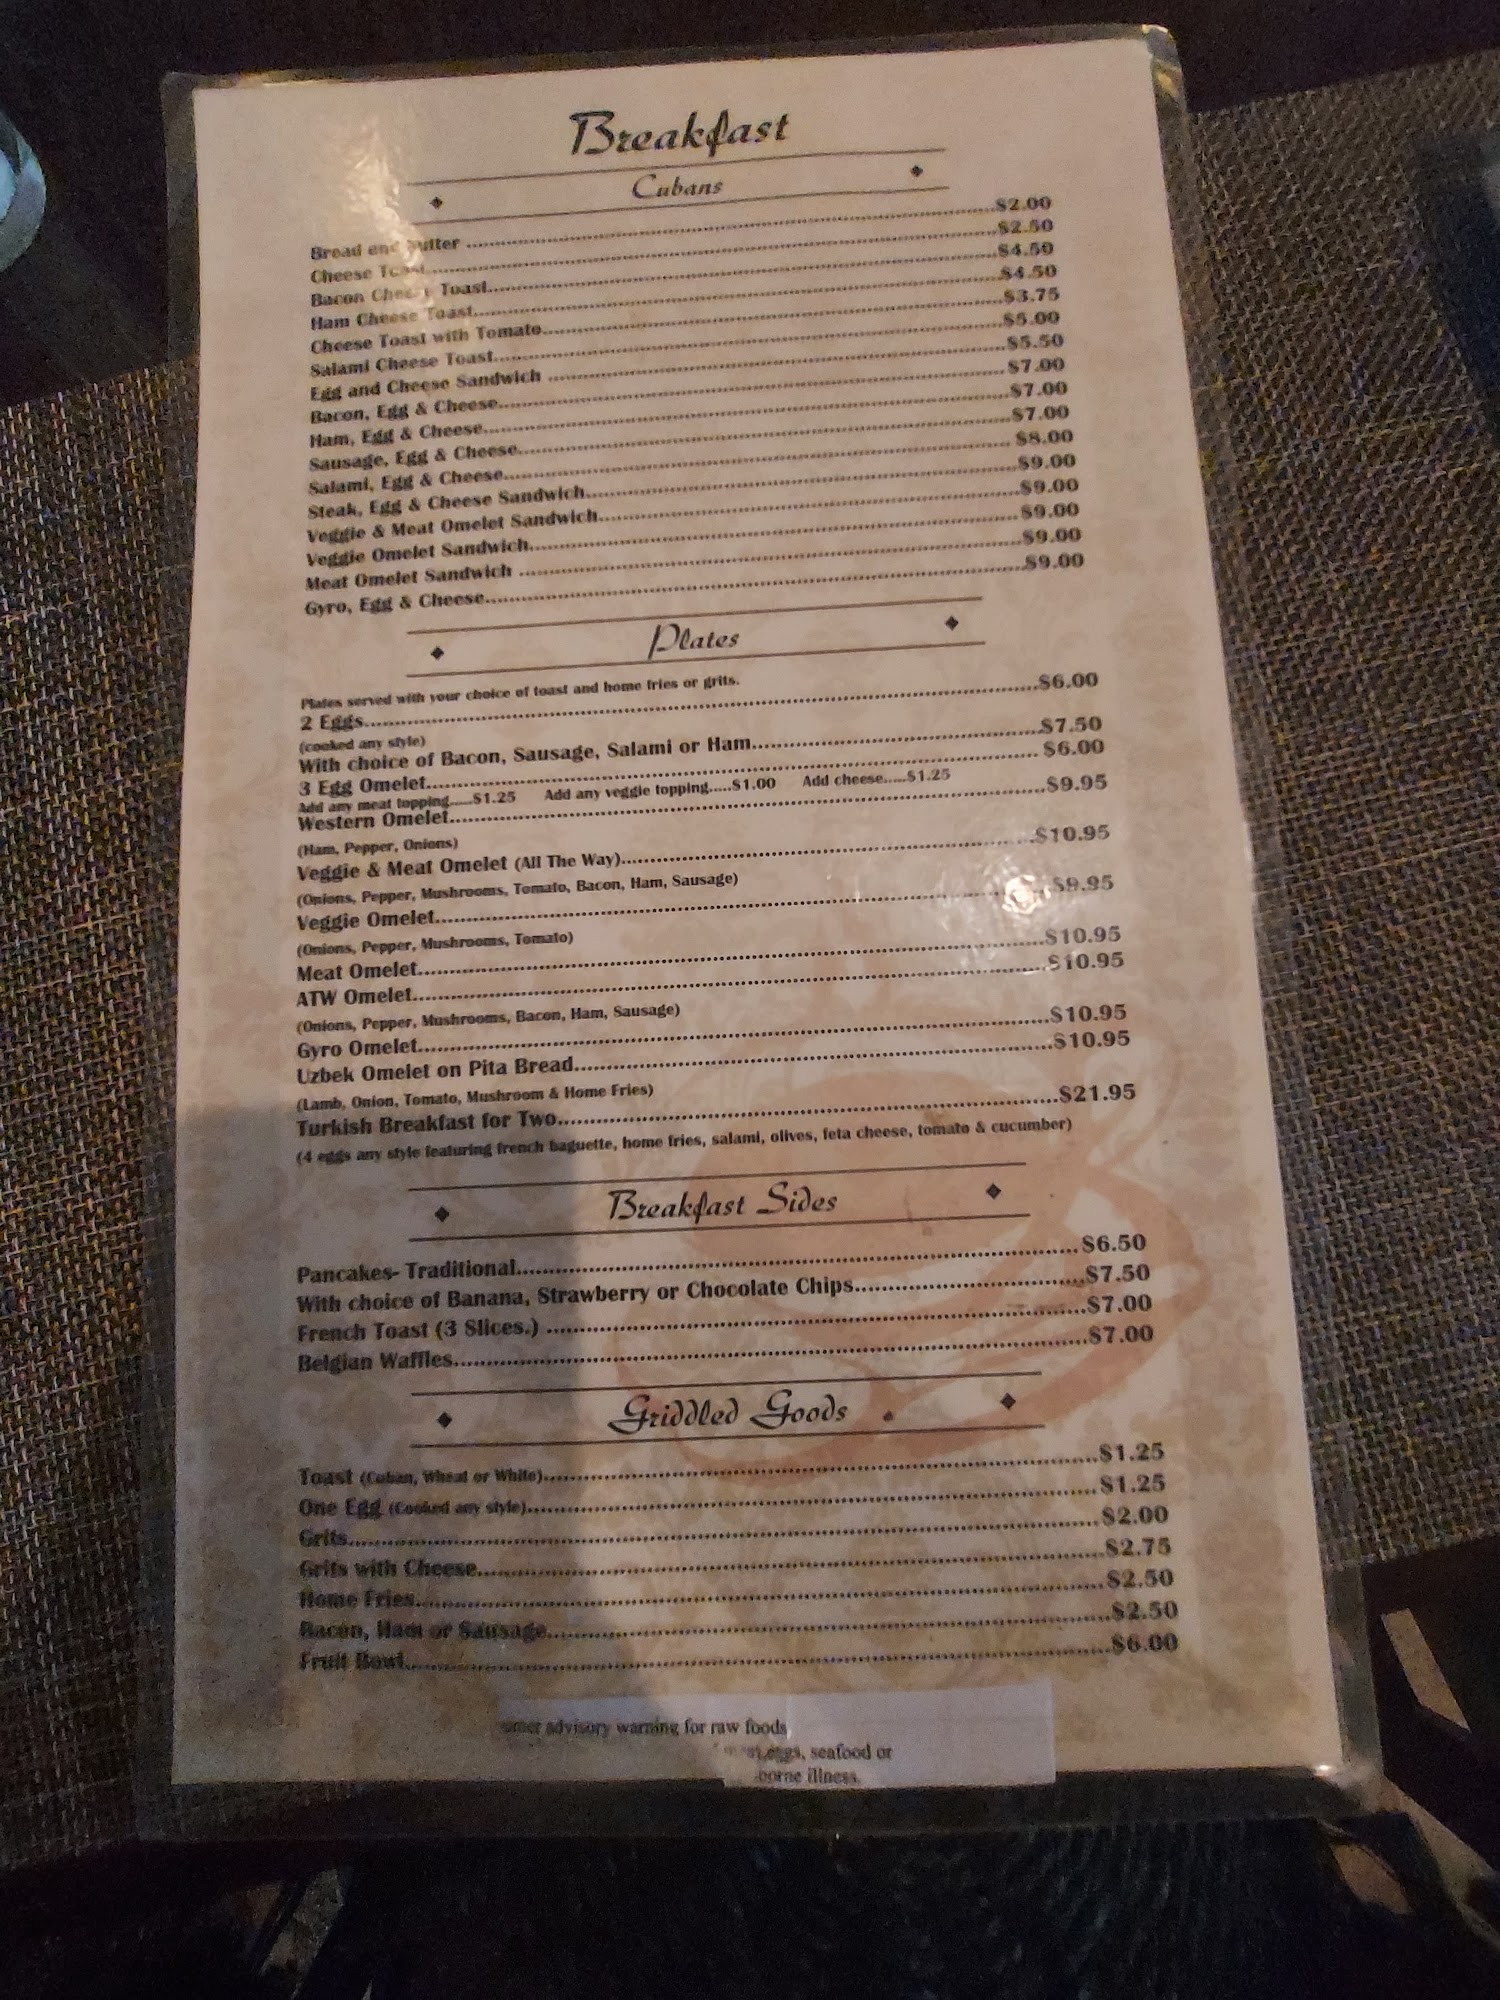 Breakfast
Cubans
Bread and Butter ....................$2.00
Cheese Toast....................$2.50
Bacon Cheese Toast....................$4.50
Ham Cheese Toast....................$4.50
Cheese Toast with Tomato....................$3.75
Salami Cheese Toast....................$5.00
Egg and Cheese Sandwich ....................$5.50
Bacon, Egg & Cheese....................$7.00
Ham, Egg & Cheese....................$7.00
Sausage, Egg & Cheese....................$7.00
Salami, Egg & Cheese....................$8.00
Steak, Egg & Cheese Sandwich....................$9.00
Veggie & Meat Omelet Sandwich....................$9.00
Veggie Omelet Sandwich....................$9.00
Meat Omelet Sandwich ....................$9.00
Gyro, Egg & Cheese....................$9.00
Plates
Plates served with your choice of toast and home fries or grits.
2 Eggs....................$6.00
(cooked any style)
With choice of Bacon, Sausage, Salami or Ham....................$7.50
3 Egg Omelet....................$6.00
Add any meat topping.....$1.25 Add any veggie topping.....$1.00 Add cheese.....$1.25
Western Omelet....................$9.95
(Ham, Pepper, Onions)
Veggie & Meat Omelet (All The Way)....................$10.95
(Onions, Pepper, Mushrooms, Tomato, Bacon, Ham, Sausage)
Veggie Omelet....................$9.95
(Onions, Pepper, Mushrooms, Tomato)
Meat Omelet....................$10.95
ATW Omelet....................$10.95
(Onions, Pepper, Mushrooms, Bacon, Ham, Sausage)
Gyro Omelet....................$10.95
Uzbek Omelet on Pita Bread....................$10.95
(Lamb, Onion, Tomato, Mushroom & Home Fries)
Turkish Breakfast for Two....................$21.95
(4 eggs any style featuring french baguette, home fries, salami, olives, feta cheese, tomato & cucumber)
Breakfast Sides
Pancakes- Traditional....................$6.50
With choice of Banana, Strawberry or Chocolate Chips....................$7.50
French Toast (3 Slices.) ....................$7.00
Belgian Waffles....................$7.00
Griddled Goods
Toast (Cuban, Wheat or White)....................$1.25
One Egg (Cooked any style)....................$1.25
Grits....................$2.00
Grits with Cheese....................$2.75
Home Fries....................$2.50
Bacon, Ham or Sausage....................$2.50
Fruit Bowl....................$6.00
advisory warning for raw foods
eggs, seafood or
borne illness.